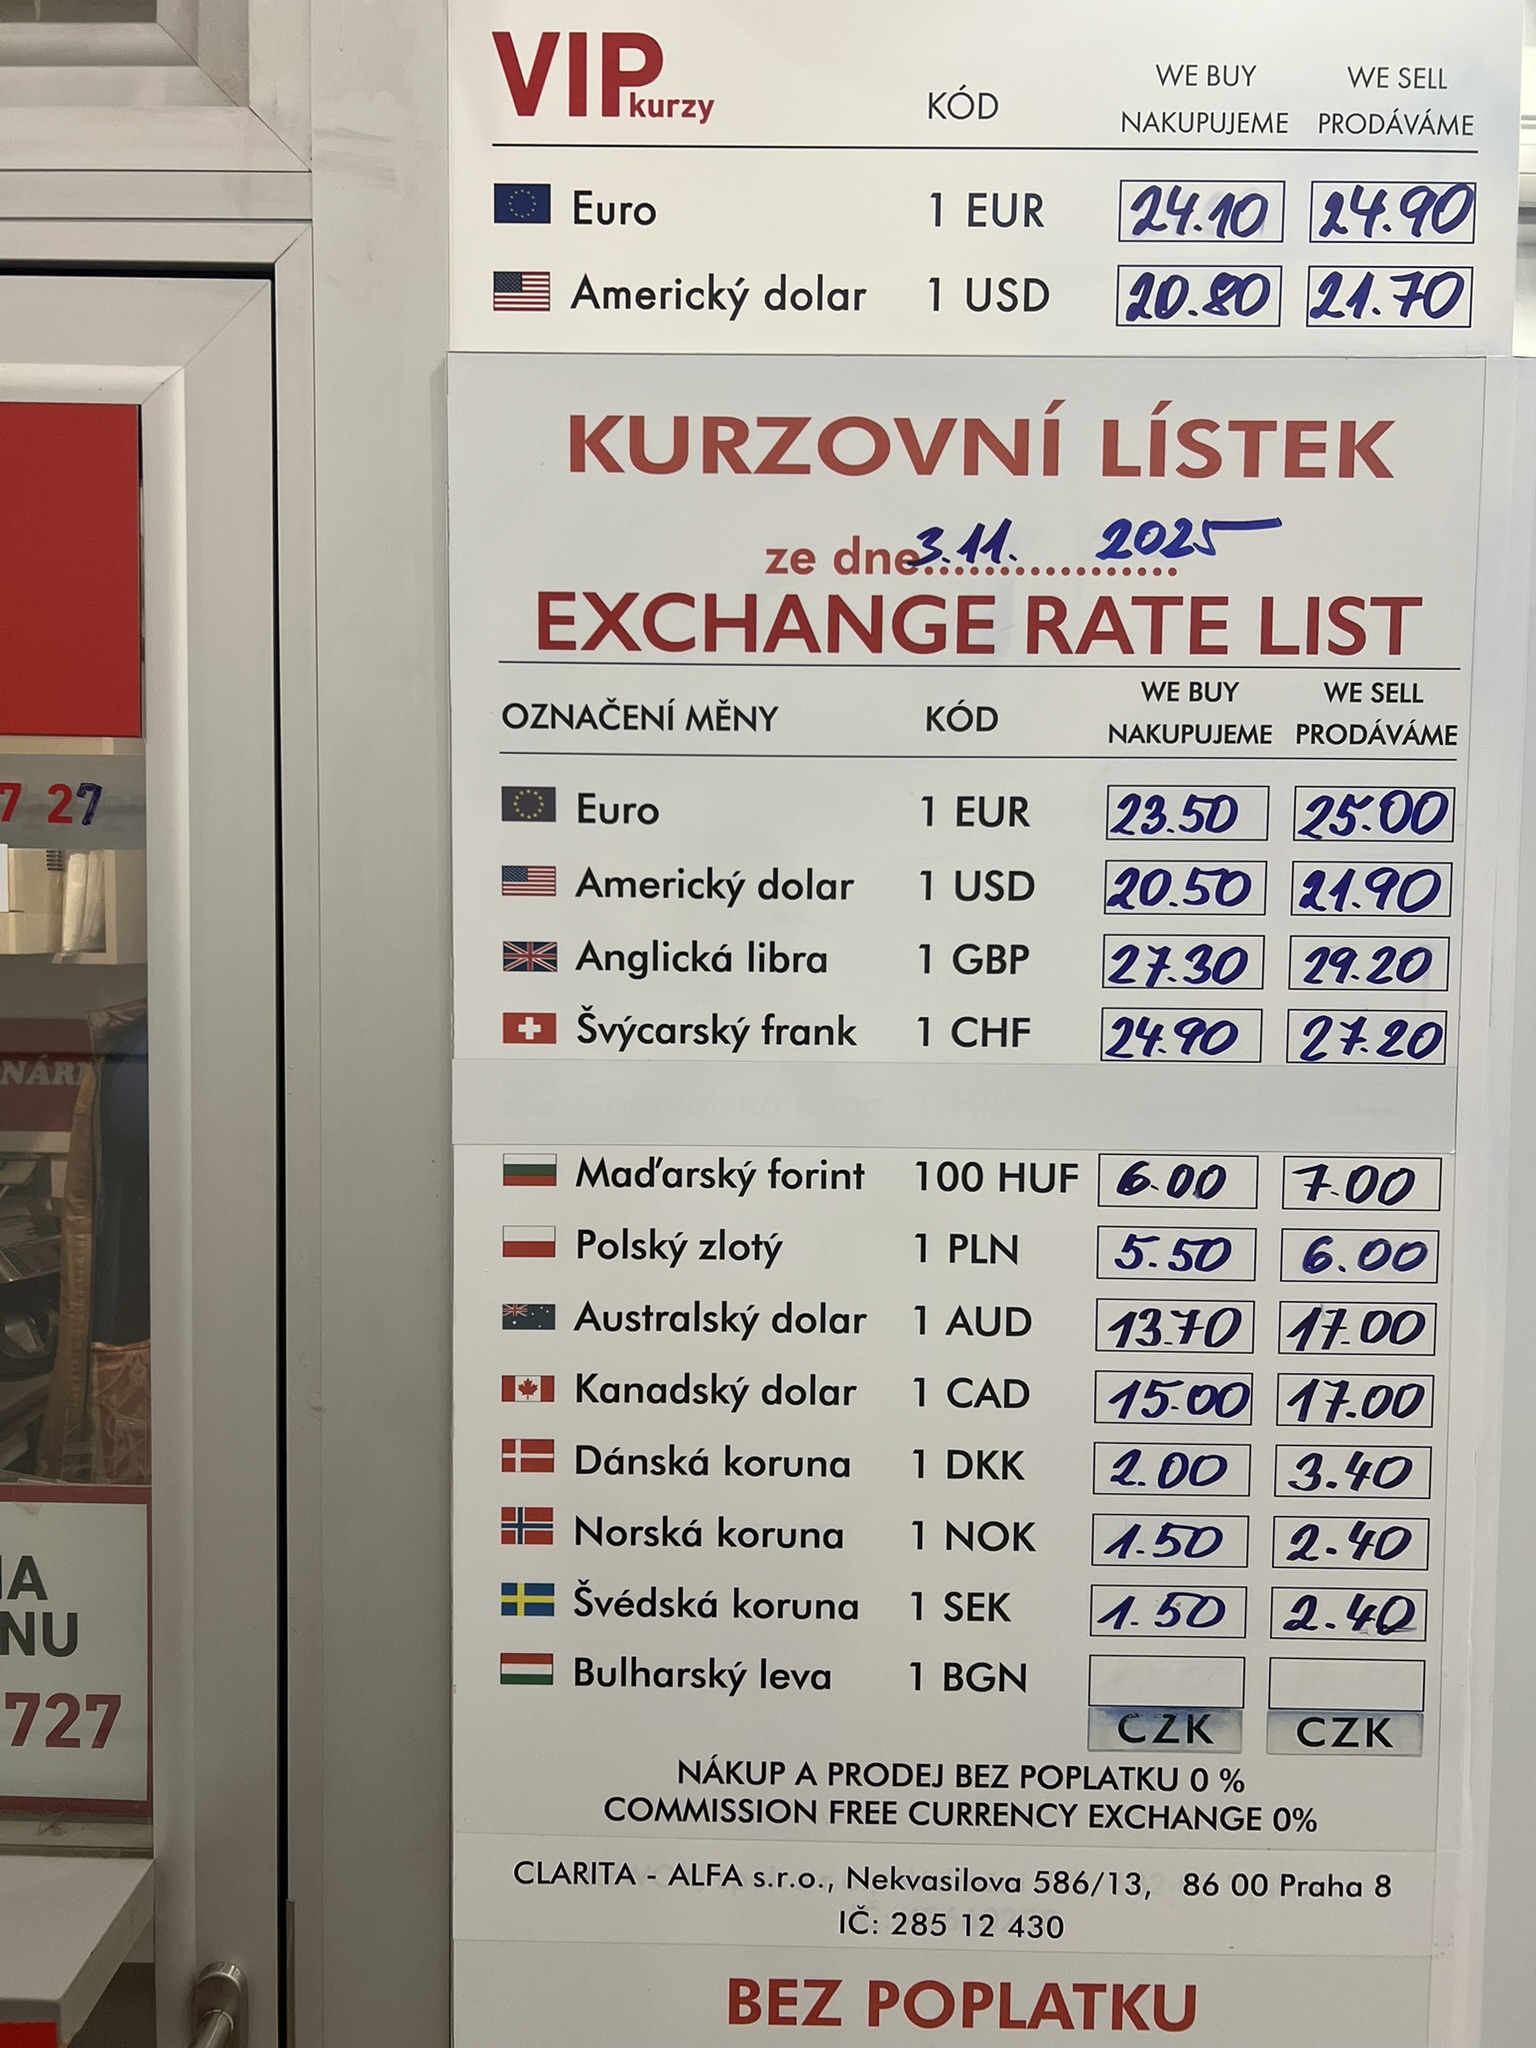 VIP kurzy KÓD WE BUY NAKUPUJEME WE SELL PRODÁVÁME
Euro 1 EUR 24.10 24.90
Americký dolar 1 USD 20.80 21.70
KURZOVNÍ LÍSTEK
ze dne 3.11. 2025
EXCHANGE RATE LIST
WE BUY WE SELL
OZNAČENÍ MĚNY KÓD NAKUPUJEME PRODÁVÁME
Euro 1 EUR 23.50 25.00
Americký dolar 1 USD 20.50 21.90
Anglická libra 1 GBP 27.30 29.20
Švýcarský frank 1 CHF 24.90 27.20
Maďarský forint 100 HUF 6.00 7.00
Polský zlotý 1 PLN 5.50 6.00
Australský dolar 1 AUD 13.70 17.00
Kanadský dolar 1 CAD 15.00 17.00
Dánská koruna 1 DKK 2.00 3.40
Norská koruna 1 NOK 1.50 2.40
Švédská koruna 1 SEK 1.50 2.40
Bulharský leva 1 BGN
CZK CZK
NÁKUP A PRODEJ BEZ POPLATKU 0 %
COMMISSION FREE CURRENCY EXCHANGE 0%
CLARITA - ALFA s.r.o., Nekvasilova 586/13, 86 00 Praha 8
IČ: 285 12 430
BEZ POPLATKU
7 27
NU
727